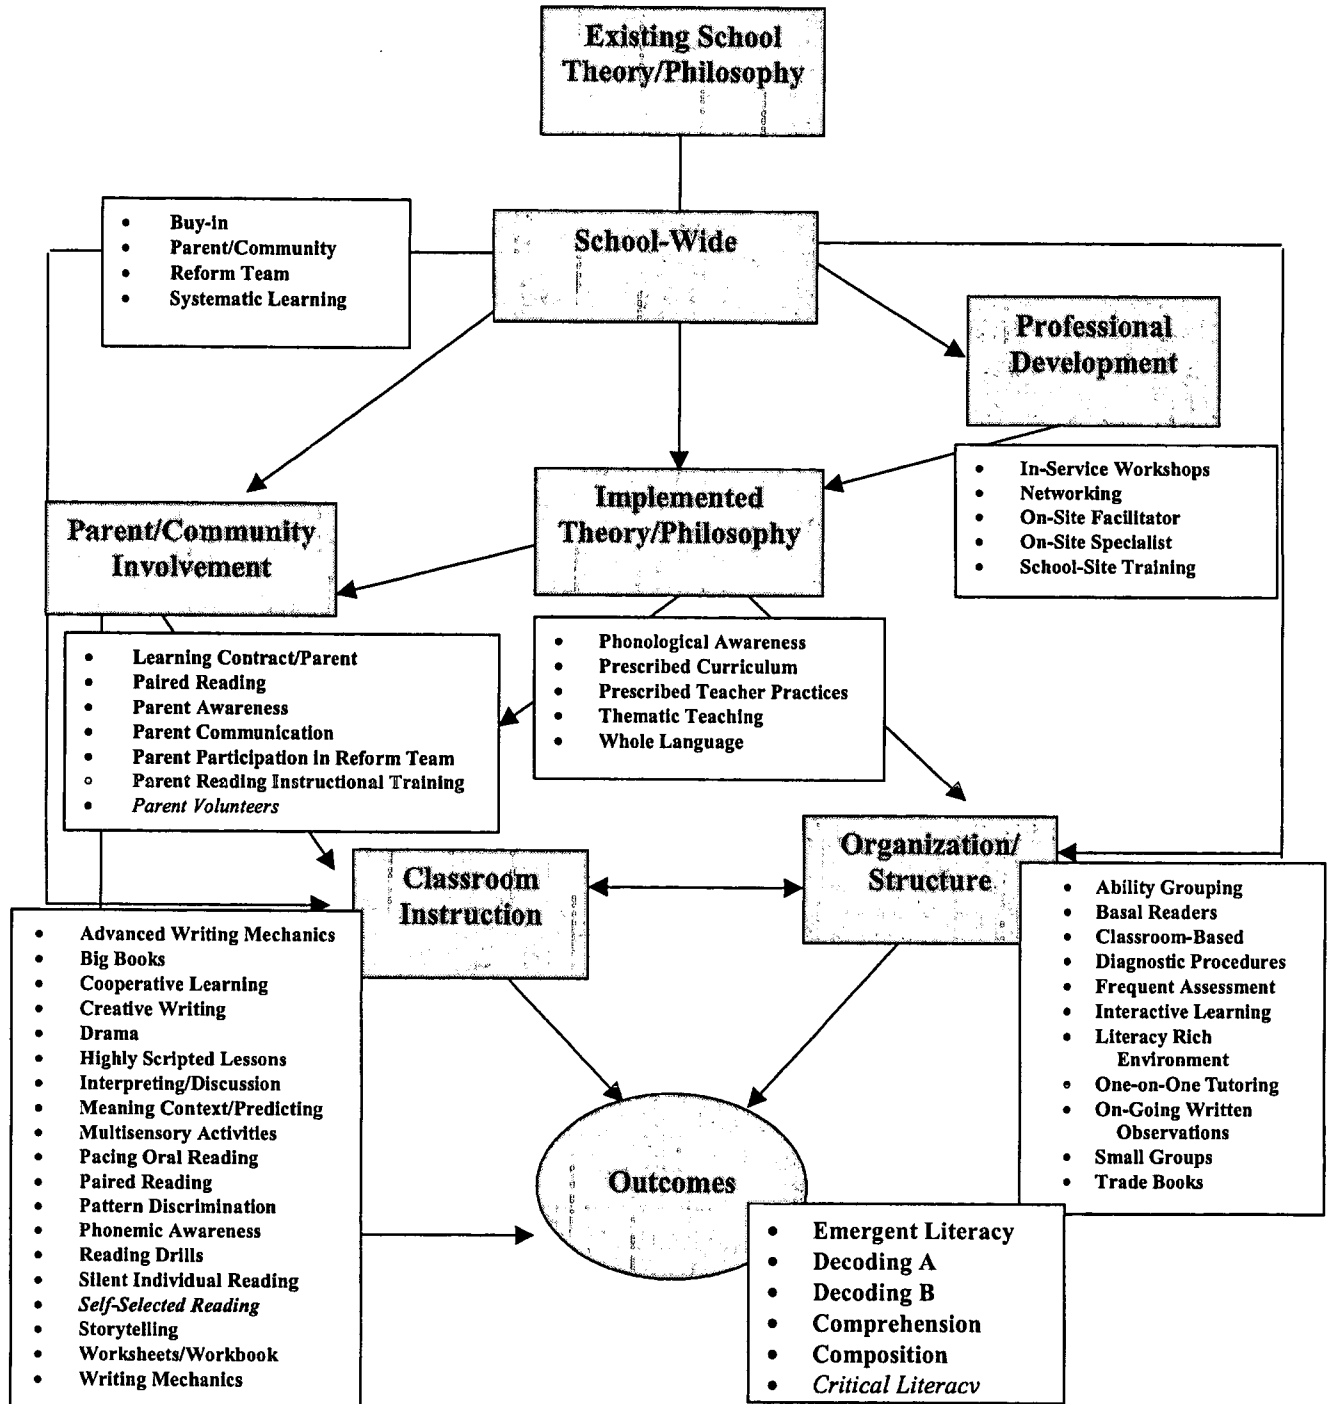 Existing School
Theory/Philosophy
• Buy-in
• Parent/Community
• Reform Team
• Systematic Learning
School-Wide
Professional
Development
• In-Service Workshops
• Networking
• On-Site Facilitator
• On-Site Specialist
• School-Site Training
Parent/Community
Involvement
Implemented
Theory/Philosophy
• Learning Contract/Parent
• Paired Reading
• Parent Awareness
• Parent Communication
• Parent Participation in Reform Team
• Parent Reading Instructional Training
• Parent Volunteers
• Phonological Awareness
• Prescribed Curriculum
• Prescribed Teacher Practices
• Thematic Teaching
• Whole Language
Classroom
Instruction
Organization/
Structure
• Advanced Writing Mechanics
• Big Books
• Cooperative Learning
• Creative Writing
• Drama
• Highly Scripted Lessons
• Interpreting/Discussion
• Meaning Context/Predicting
• Multisensory Activities
• Pacing Oral Reading
• Paired Reading
• Pattern Discrimination
• Phonemic Awareness
• Reading Drills
• Silent Individual Reading
• Self-Selected Reading
• Storytelling
• Worksheets/Workbook
• Writing Mechanics
• Ability Grouping
• Basal Readers
• Classroom-Based
• Diagnostic Procedures
• Frequent Assessment
• Interactive Learning
• Literacy Rich
Environment
• One-on-One Tutoring
• On-Going Written
Observations
• Small Groups
• Trade Books
Outcomes
• Emergent Literacy
• Decoding A
• Decoding B
• Comprehension
• Composition
• Critical Literacy